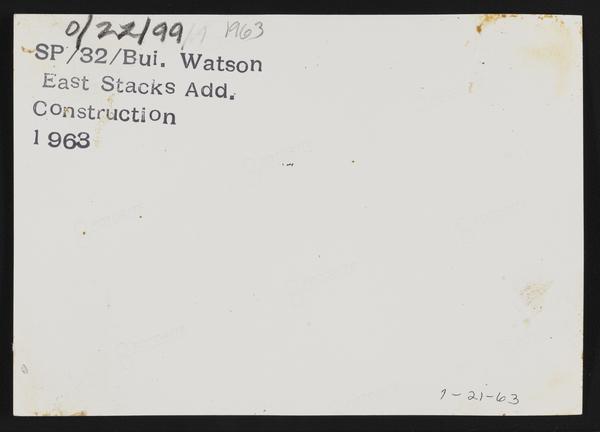 0/22/99 1963
SP/32/Bui. Watson
East Stacks Add.
Construction
1963
1-21-63